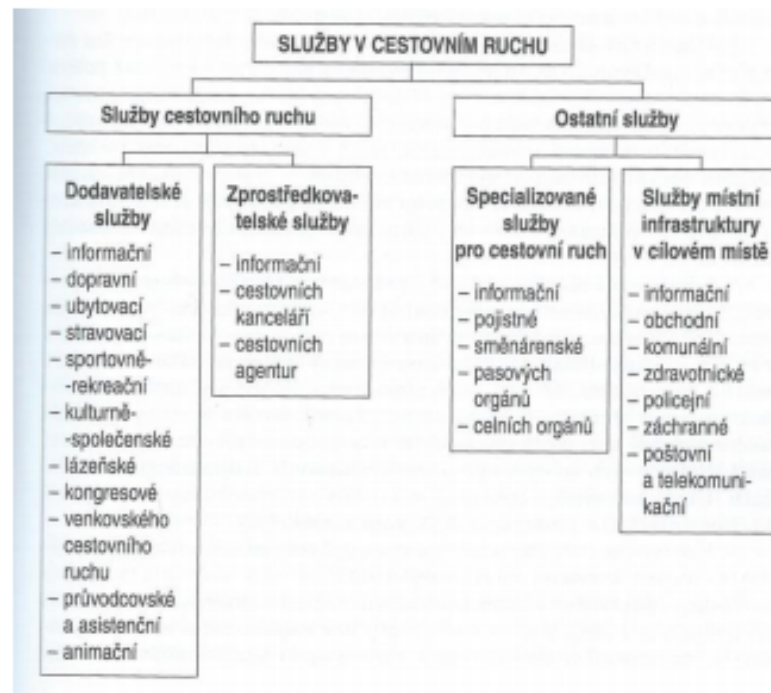 SLUŽBY V CESTOVNÍM RUCHU
Služby cestovního ruchu
Ostatní služby
Dodavatelské
služby
– informační
– dopravní
– ubytovací
– stravovací
– sportovně-
-rekreační
– kulturně-
-společenské
– lázeňské
– kongresové
– venkovského
cestovního
ruchu
– průvodcovské
a asistenční
– animační
Zprostředkova-
telské služby
– informační
– cestovních
kanceláří
– cestovních
agentur
Specializované
služby
pro cestovní ruch
– informační
– pojistné
– směnárenské
– pasových
orgánů
– celních orgánů
Služby místní
infrastruktury
v cílovém místě
– informační
– obchodní
– komunální
– zdravotnické
– policejní
– záchranné
– poštovní
a telekomuni-
kační